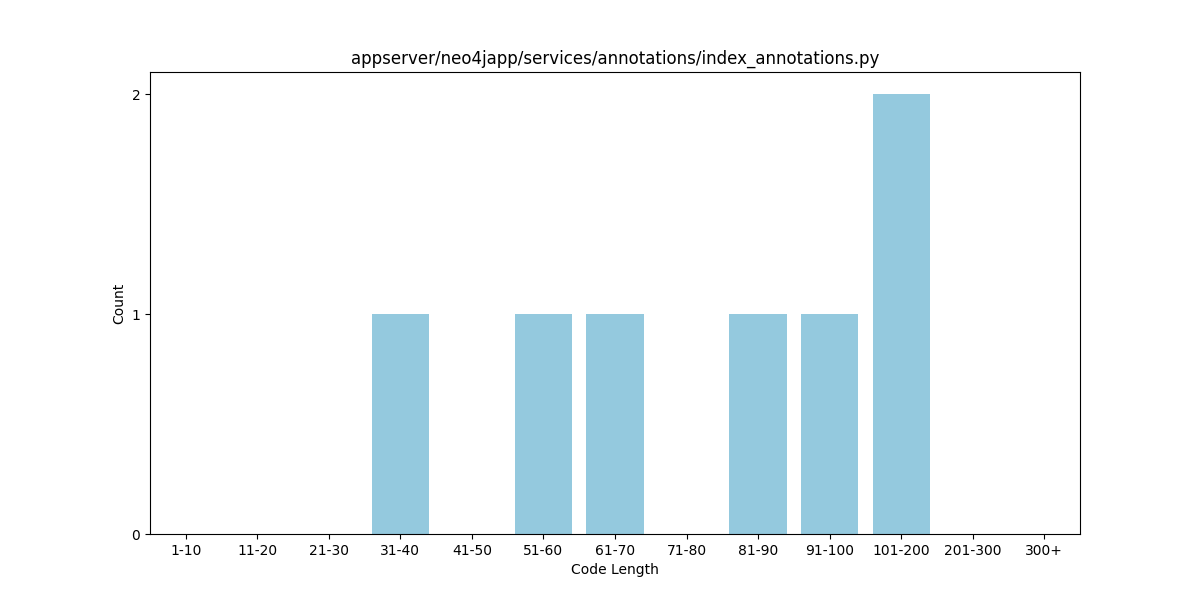 appserver/neo4japp/services/annotations/index_annotations.py
2
1
0
Count
1-10 11-20 21-30 31-40 41-50 51-60 61-70 71-80 81-90 91-100 101-200 201-300 300+
Code Length